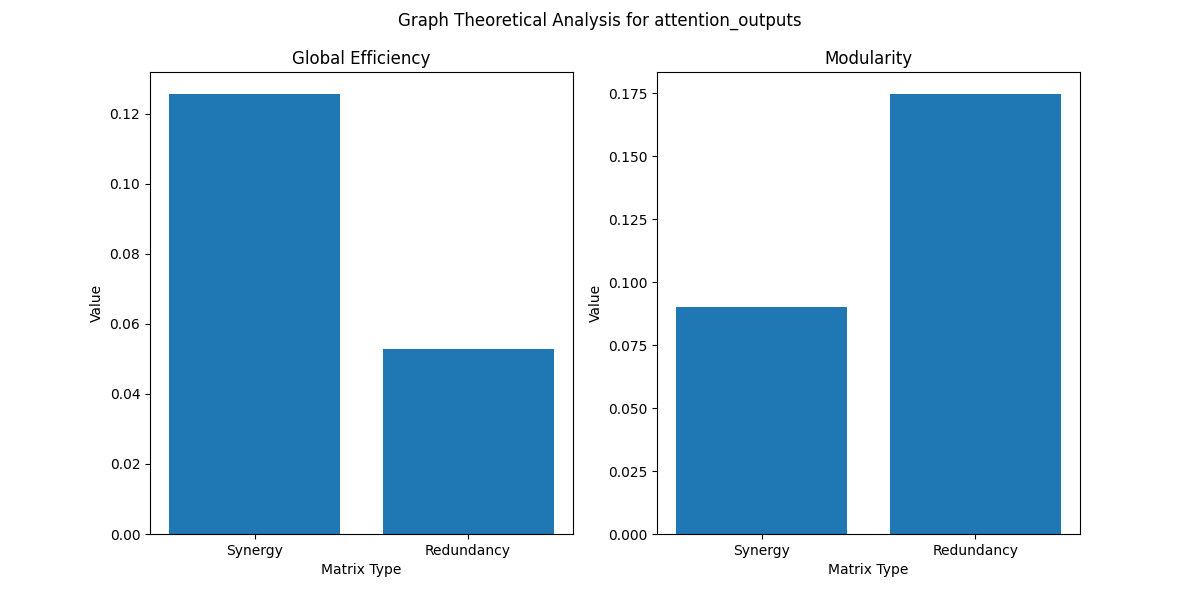 Graph Theoretical Analysis for attention_outputs
Global Efficiency
Value
0.12
0.10
0.08
0.06
0.04
0.02
0.00
Synergy
Redundancy
Matrix Type
Modularity
Value
0.175
0.150
0.125
0.100
0.075
0.050
0.025
0.000
Synergy
Redundancy
Matrix Type